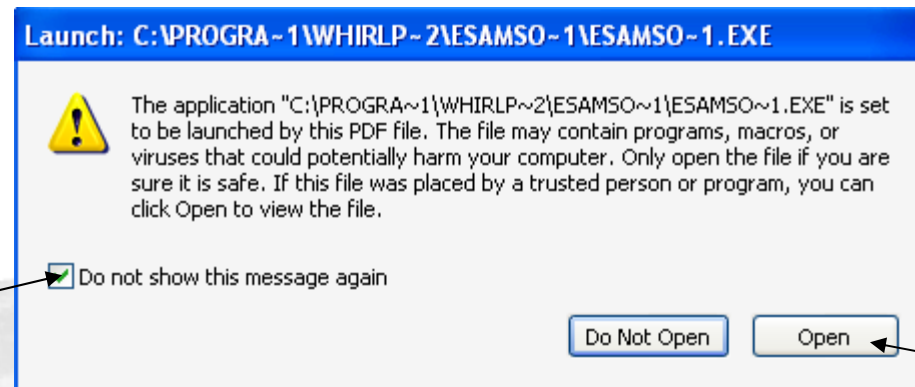 Launch: C:\PROGRA~1\WHIRLP~2\ESAMSO~1\ESAMSO~1.EXE
The application "C:\PROGRA~1\WHIRLP~2\ESAMSO~1\ESAMSO~1.EXE" is set
to be launched by this PDF file. The file may contain programs, macros, or
viruses that could potentially harm your computer. Only open the file if you are
sure it is safe. If this file was placed by a trusted person or program, you can
click Open to view the file.
Do not show this message again
Do Not Open Open